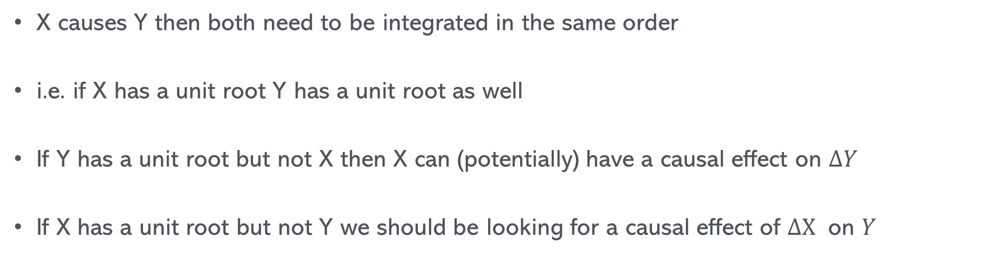 • X causes Y then both need to be integrated in the same order
• i.e. if X has a unit root Y has a unit root as well
• If Y has a unit root but not X then X can (potentially) have a causal effect on ΔY
• If X has a unit root but not Y we should be looking for a causal effect of ΔX on Y